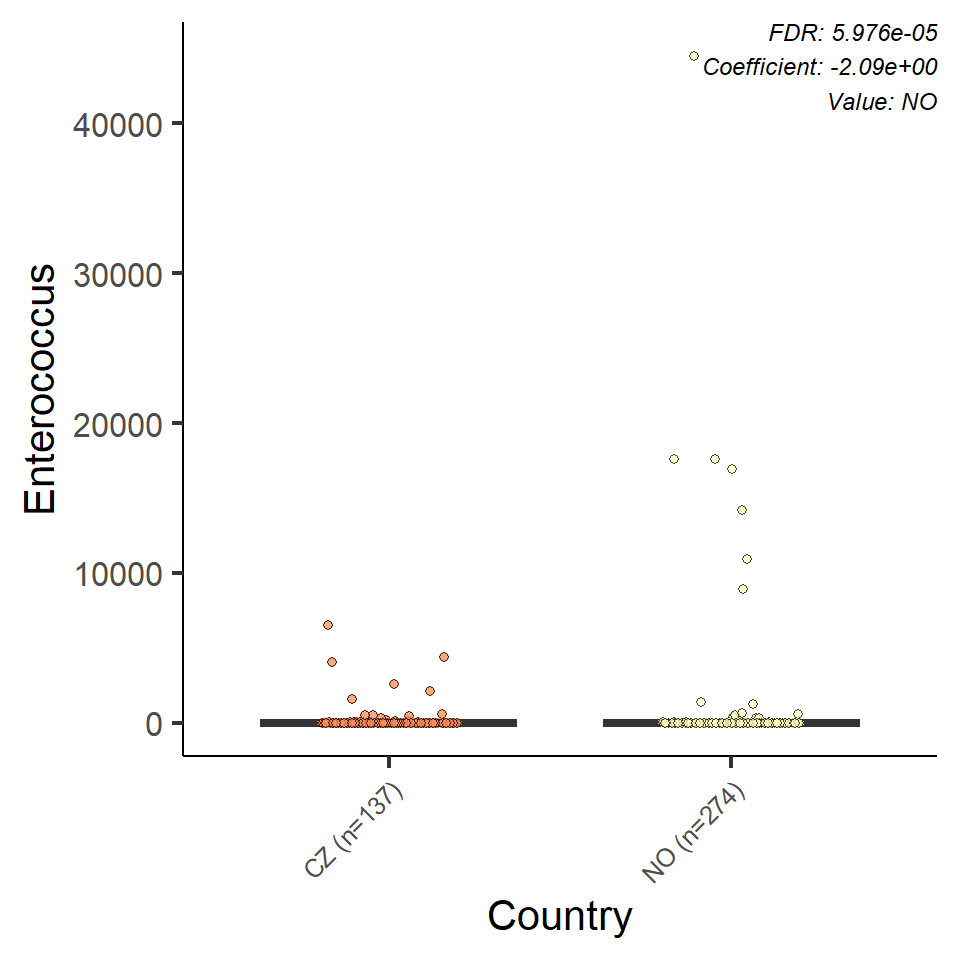 FDR: 5.976e-05
Coefficient: -2.09e+00
Value: NO
40000
30000
20000
10000
0
Enterococcus
CZ (n=137)
NO (n=274)
Country